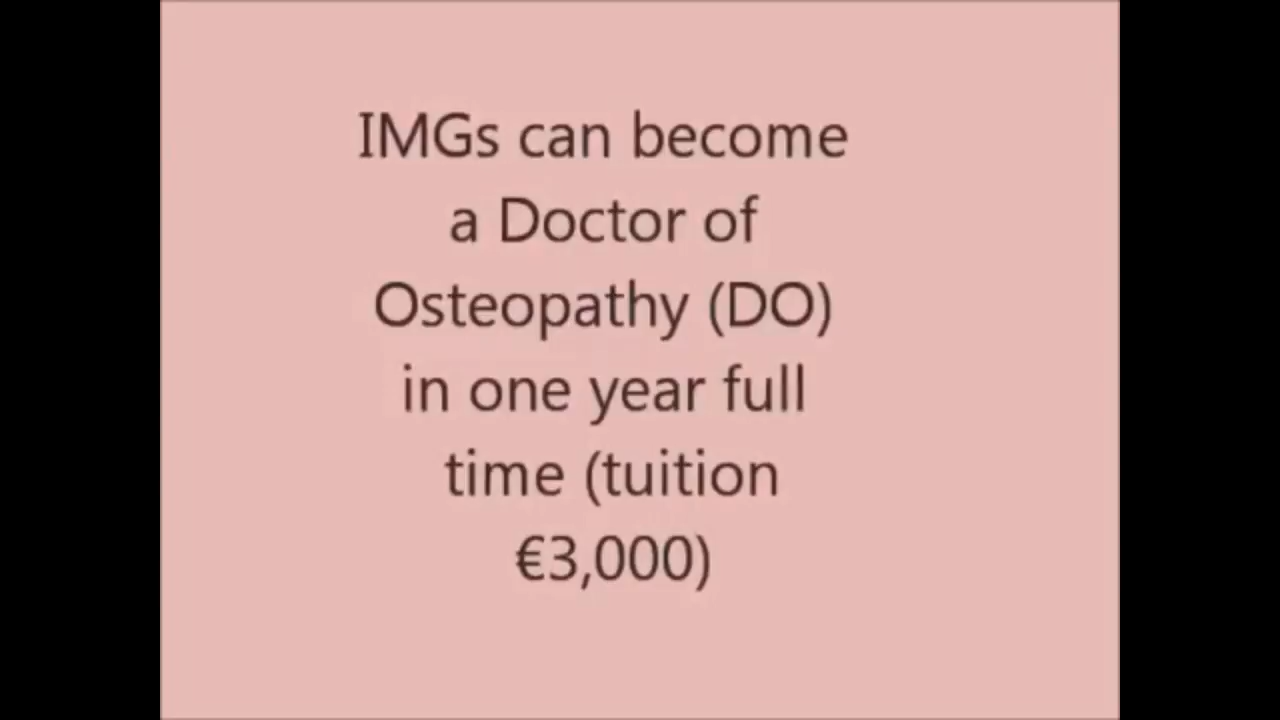 IMGs can become
a Doctor of
Osteopathy (DO)
in one year full
time (tuition
€3,000)